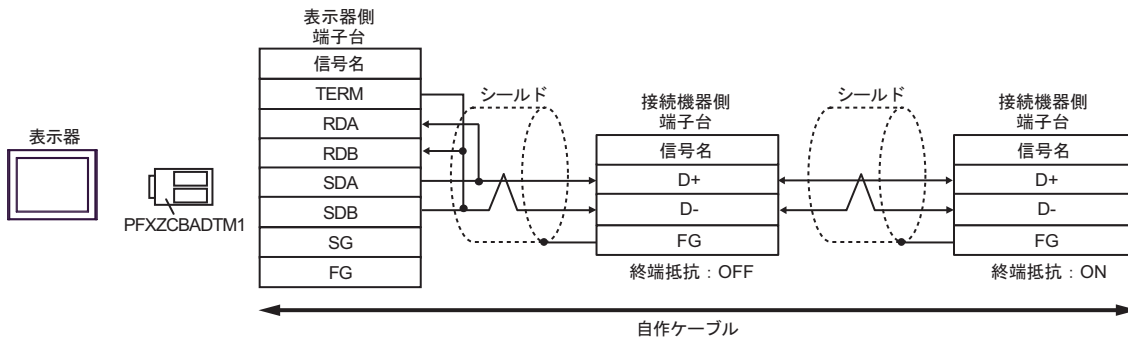 表示器
PFXZCBADTM1
表示器側
端子台
信号名
TERM
RDA
RDB
SDA
SDB
SG
FG
シールド
接続機器側
端子台
信号名
D+
D-
FG
終端抵抗：OFF
シールド
接続機器側
端子台
信号名
D+
D-
FG
終端抵抗：ON
自作ケーブル